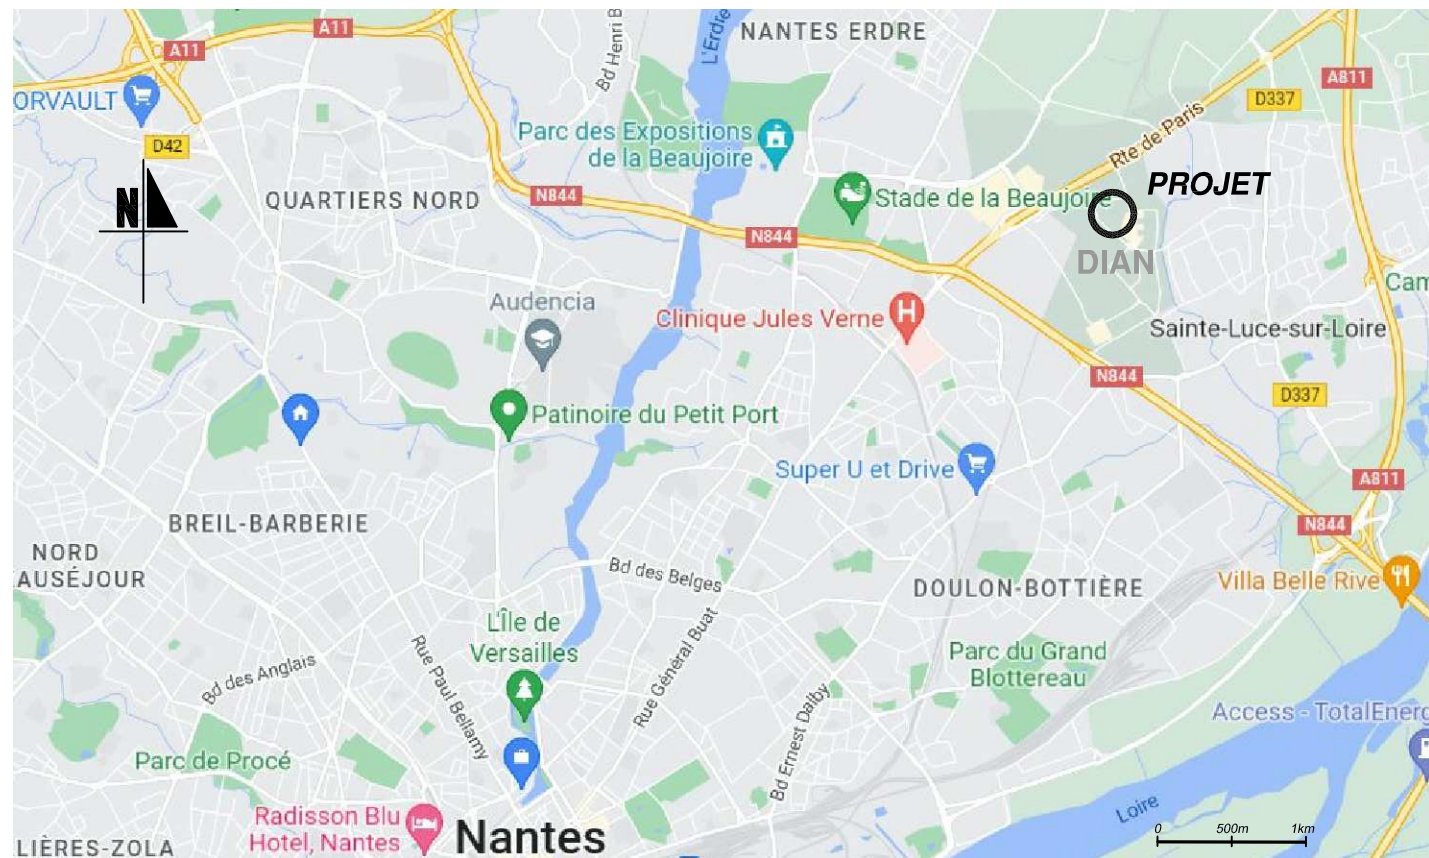 A11
A11
Bd Henri B
L'Erdre
NANTES ERDRE
A811
D337
ORVAULT
D42
Parc des Expositions
de la Beaujoire
Rte de Paris
N
QUARTIERS NORD
N844
Stade de la Beaujoire
PROJET
N844
DIAN
Cam
Audencia
Clinique Jules Verne
H
Sainte-Luce-sur-Loire
N844
D337
Patinoire du Petit Port
Super U et Drive
A811
BREIL-BARBERIE
N844
NORD
AUSÉJOUR
Bd des Belges
DOULON-BOTTIÈRE
Villa Belle Rive
L'Île de
Versailles
Rue Paul Bellamy
Rue Général Buat
Bd des Anglais
Parc du Grand
Blottereau
Bd Ernest Dalby
Access - TotalEnerg
Parc de Procé
Radisson Blu
Hotel, Nantes
Nantes
Loire
0 500m 1km
LIÈRES-ZOLA